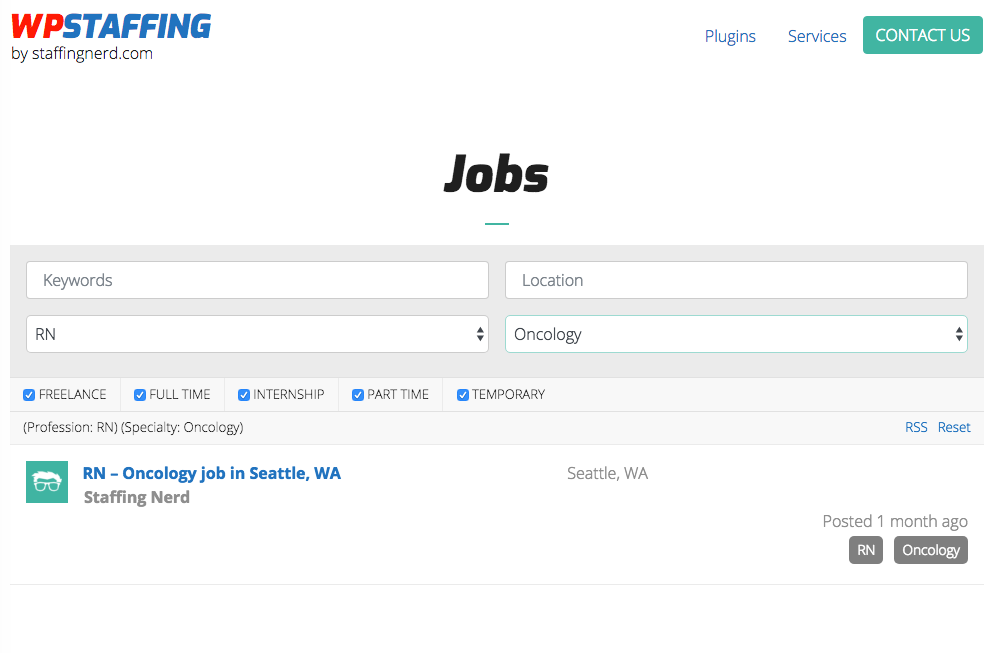 WPSTAFFING
by staffingnerd.com
Plugins Services CONTACT US
Jobs
Keywords Location
RN Oncology
FREELANCE FULL TIME INTERNSHIP PART TIME TEMPORARY
(Profession: RN) (Specialty: Oncology) RSS Reset
RN – Oncology job in Seattle, WA Seattle, WA
Staffing Nerd
Posted 1 month ago
RN Oncology